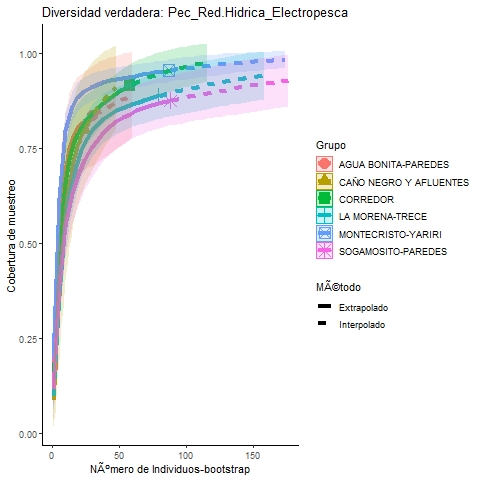 Diversidad verdadera: Pec_Red.Hidrica_Electropesca
1.00
0.75
0.50
0.25
0.00
Cobertura de muestreo
0
50
100
150
NÃºmero de Individuos-bootstrap
Grupo
AGUA BONITA-PAREDES
CAÑO NEGRO Y AFLUENTES
CORREDOR
LA MORENA-TRECE
MONTECRISTO-YARIRI
SOGAMOSITO-PAREDES
MÃ©todo
Extrapolado
Interpolado